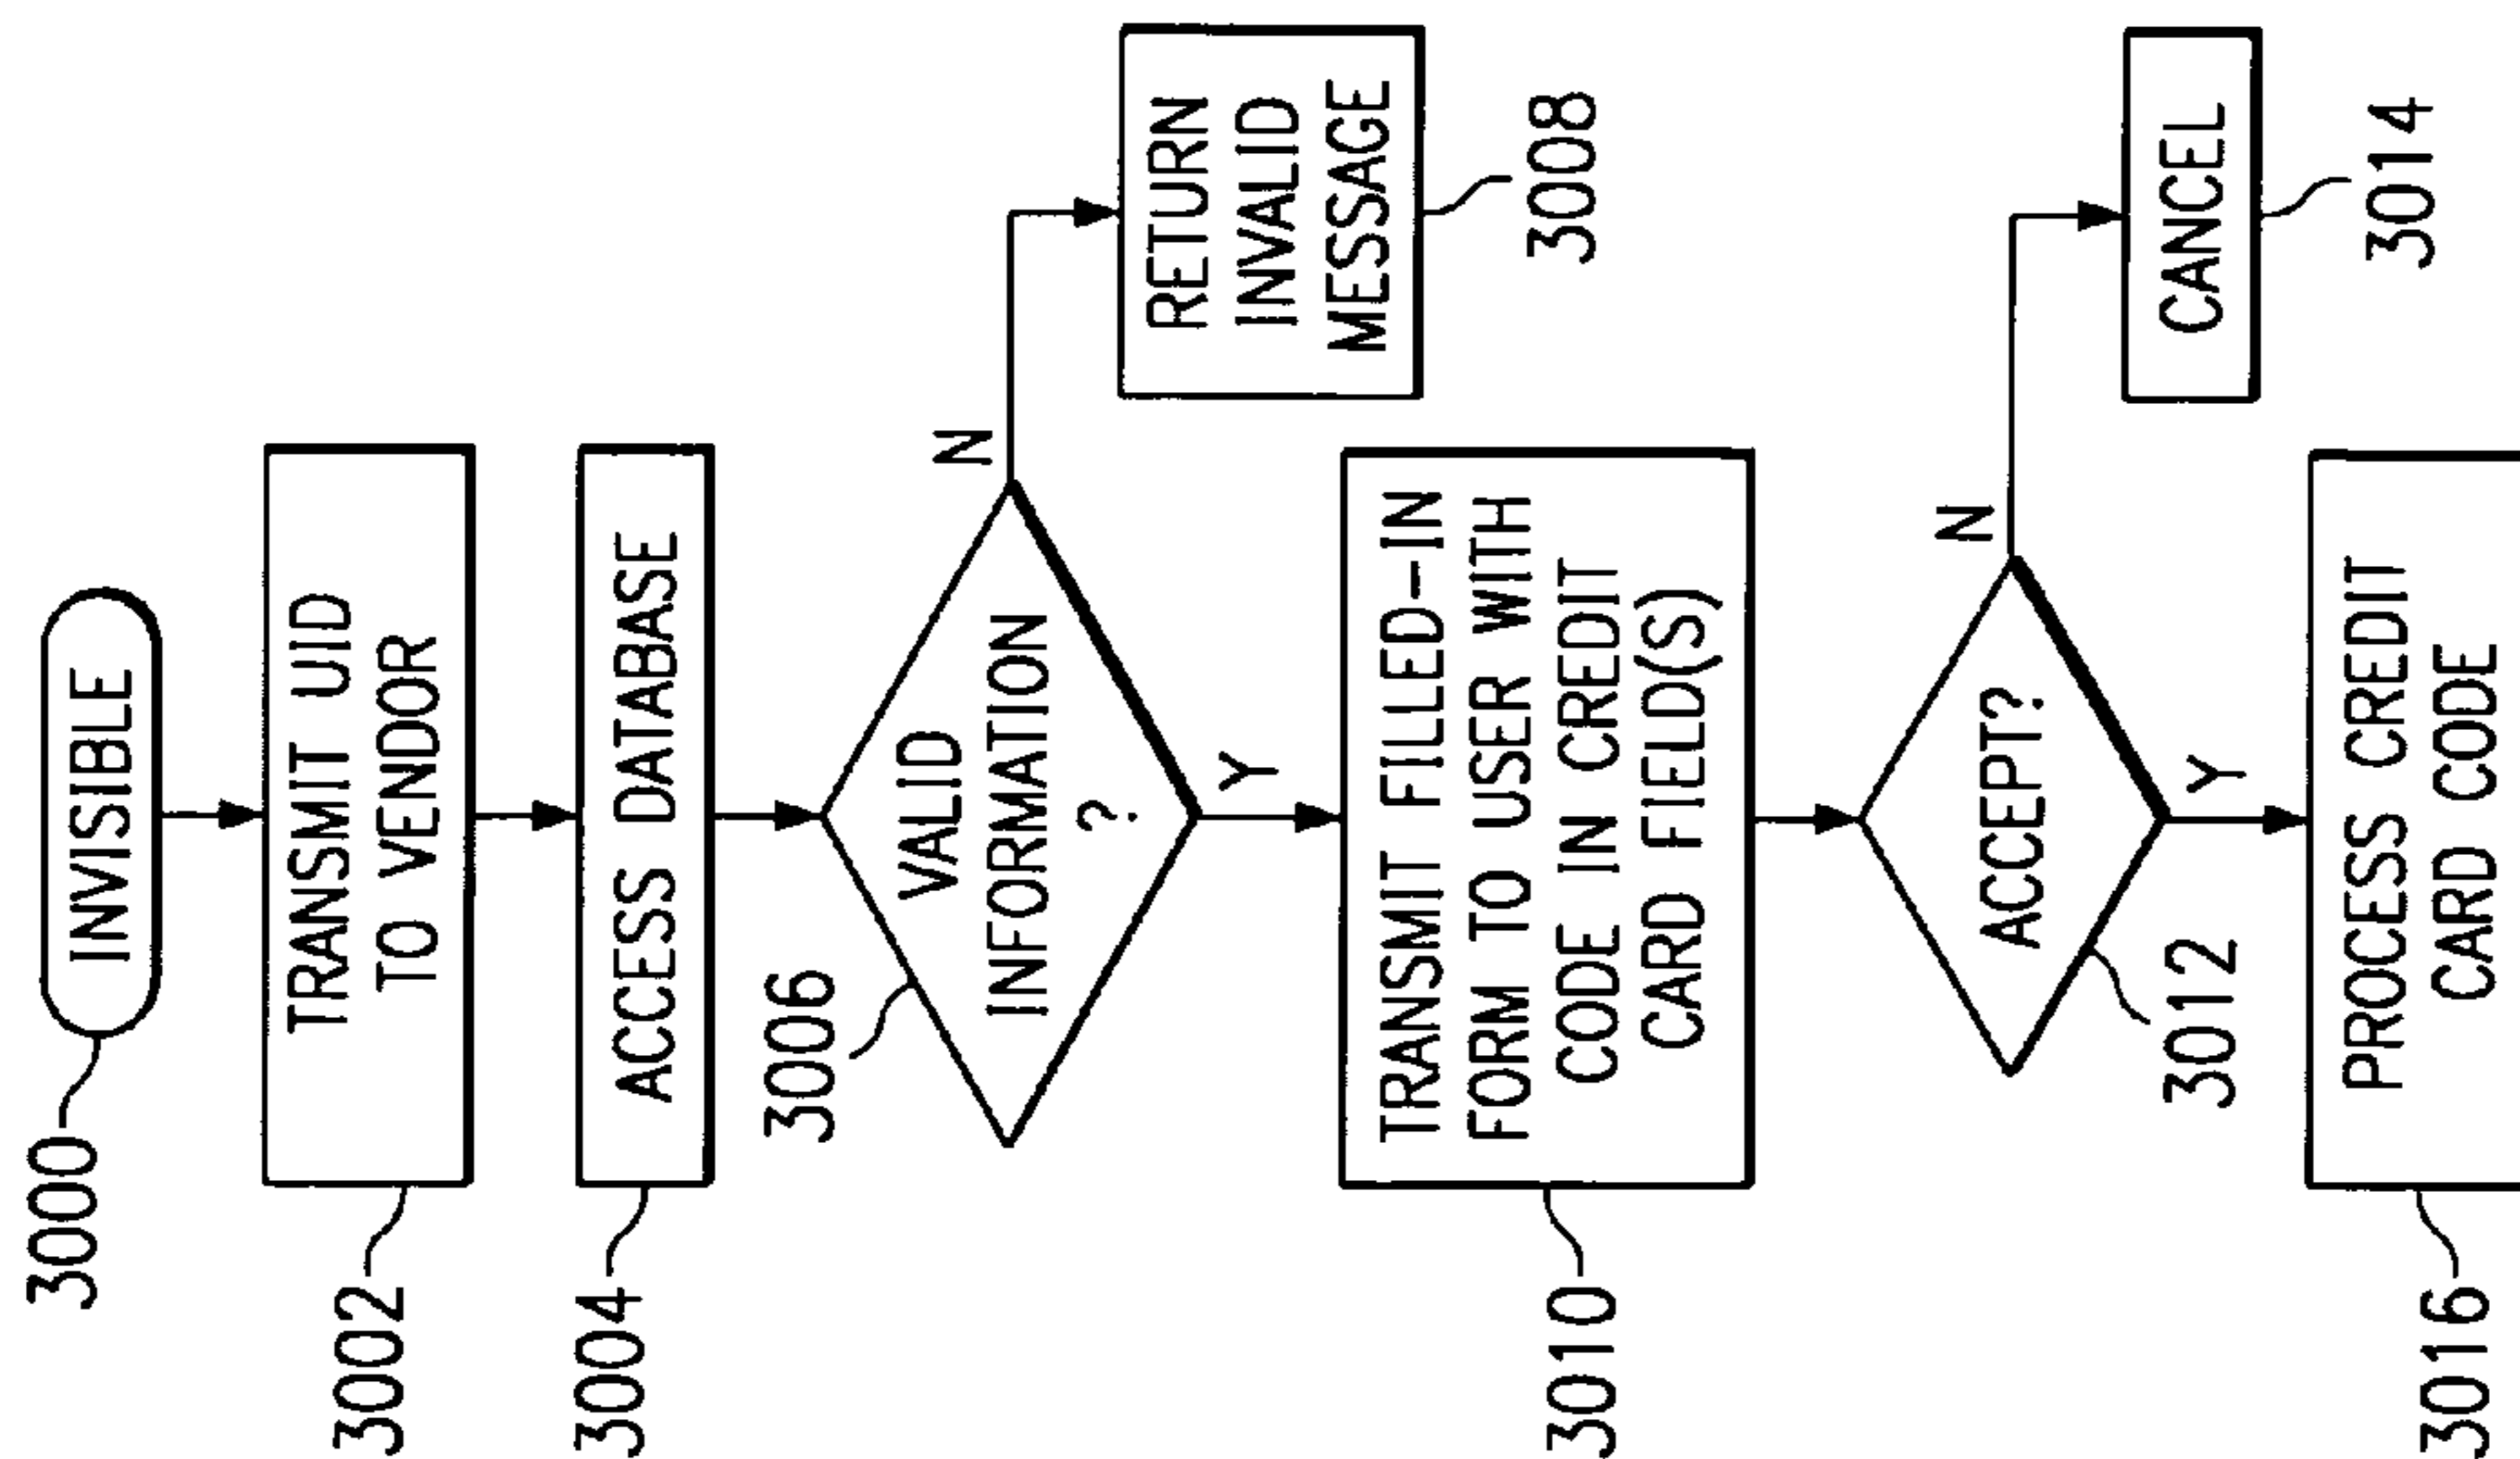 3000
INVISIBLE
3002
TRANSMIT UID
TO VENDOR
3004
ACCESS DATABASE
3006
VALID
INFORMATION
?
N
RETURN
INVALID
MESSAGE
3008
Y
3010
TRANSMIT FILLED-IN
FORM TO USER WITH
CODE IN CREDIT
CARD FIELD(S)
3012
ACCEPT?
N
CANCEL
3014
Y
3016
PROCESS CREDIT
CARD CODE